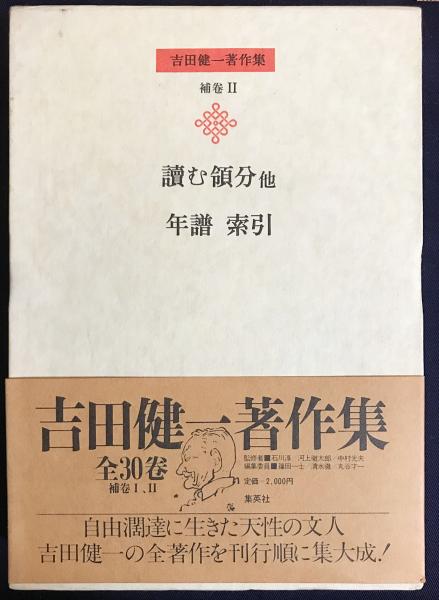 吉田健一著作集
補卷 II
讀む領分他
年譜 索引
吉田健一著作集
全30卷
補卷I、II
監修者■石川淳 河上徹太郎/中村光夫
編集委員■篠田一士 清水徹 丸谷才一
定価—2,000円
集英社
自由濶達に生きた天性の文人
吉田健一の全著作を刊行順に集大成!